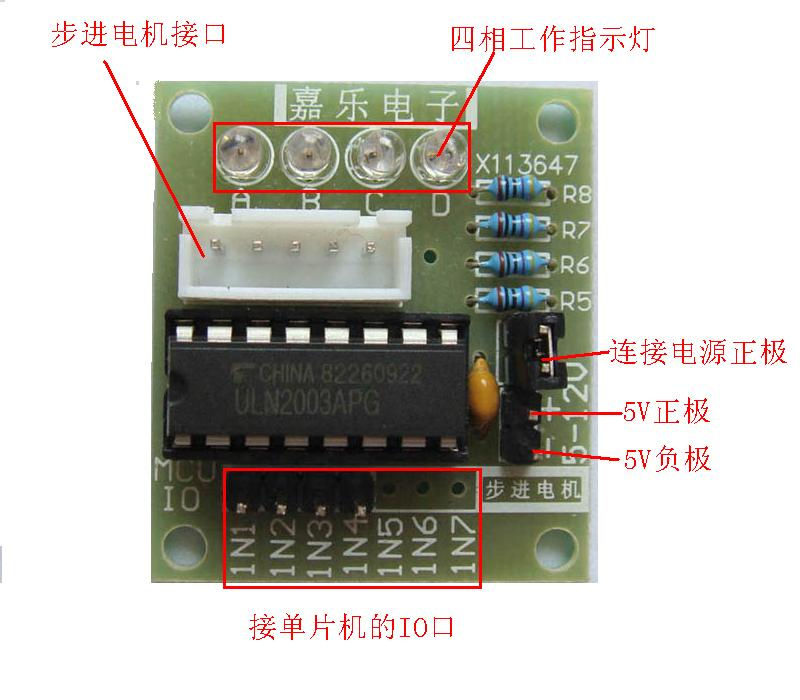 步进电机接口
四相工作指示灯
嘉乐电子
X113647
A B C D
R8
R7
R6
R5
连接电源正极
CHINA 82260922
ULN2003APG
5V正极
5V负极
- +
5-12V
MCU
IO
步进电机
1N1 1N2 1N3 1N4 1N5 1N6 1N7
接单片机的IO口